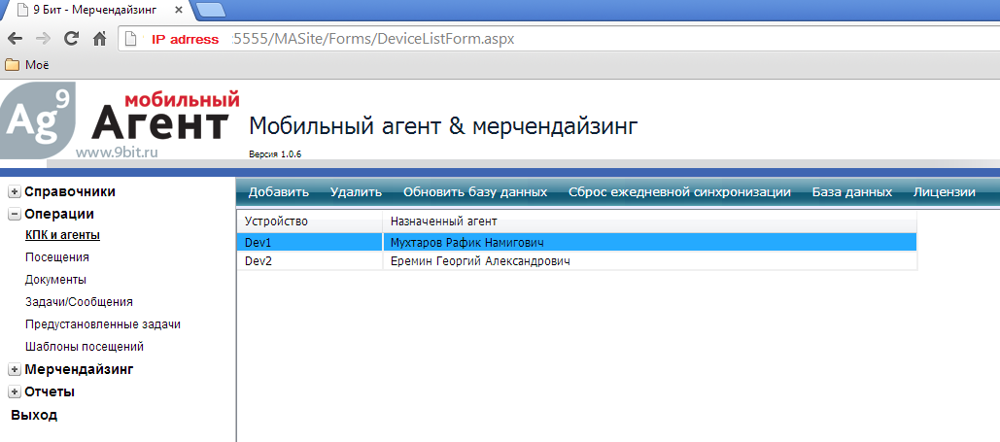 9 Бит - Мерчендайзинг
IP adrress :5555/MASite/Forms/DeviceListForm.aspx
Моё
Ag9
мобильный
Агент
www.9bit.ru
Мобильный агент & мерчендайзинг
Версия 1.0.6
Справочники
Операции
КПК и агенты
Посещения
Документы
Задачи/Сообщения
Предустановленные задачи
Шаблоны посещений
Мерчендайзинг
Отчеты
Выход
Добавить Удалить Обновить базу данных Сброс ежедневной синхронизации База данных Лицензии
Устройство Назначенный агент
Dev1 Мухтаров Рафик Намигович
Dev2 Еремин Георгий Александрович